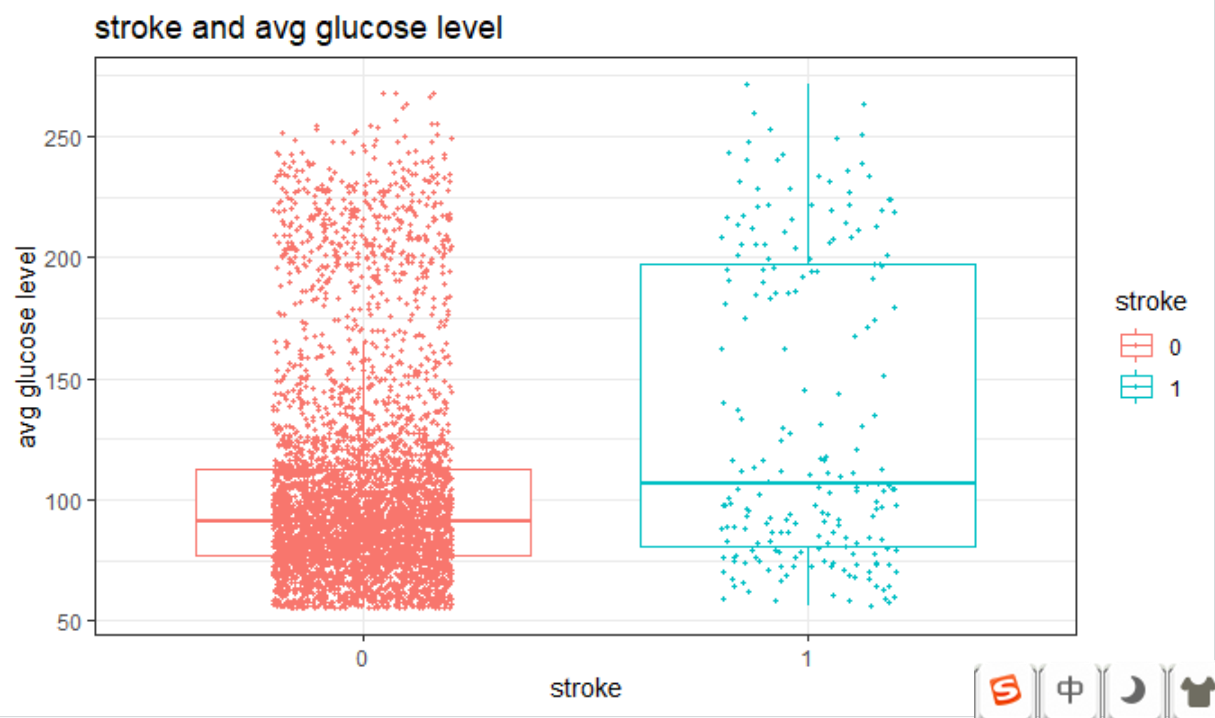 stroke and avg glucose level
250
200
150
100
50
avg glucose level
0
1
stroke
stroke
0
1
S
中